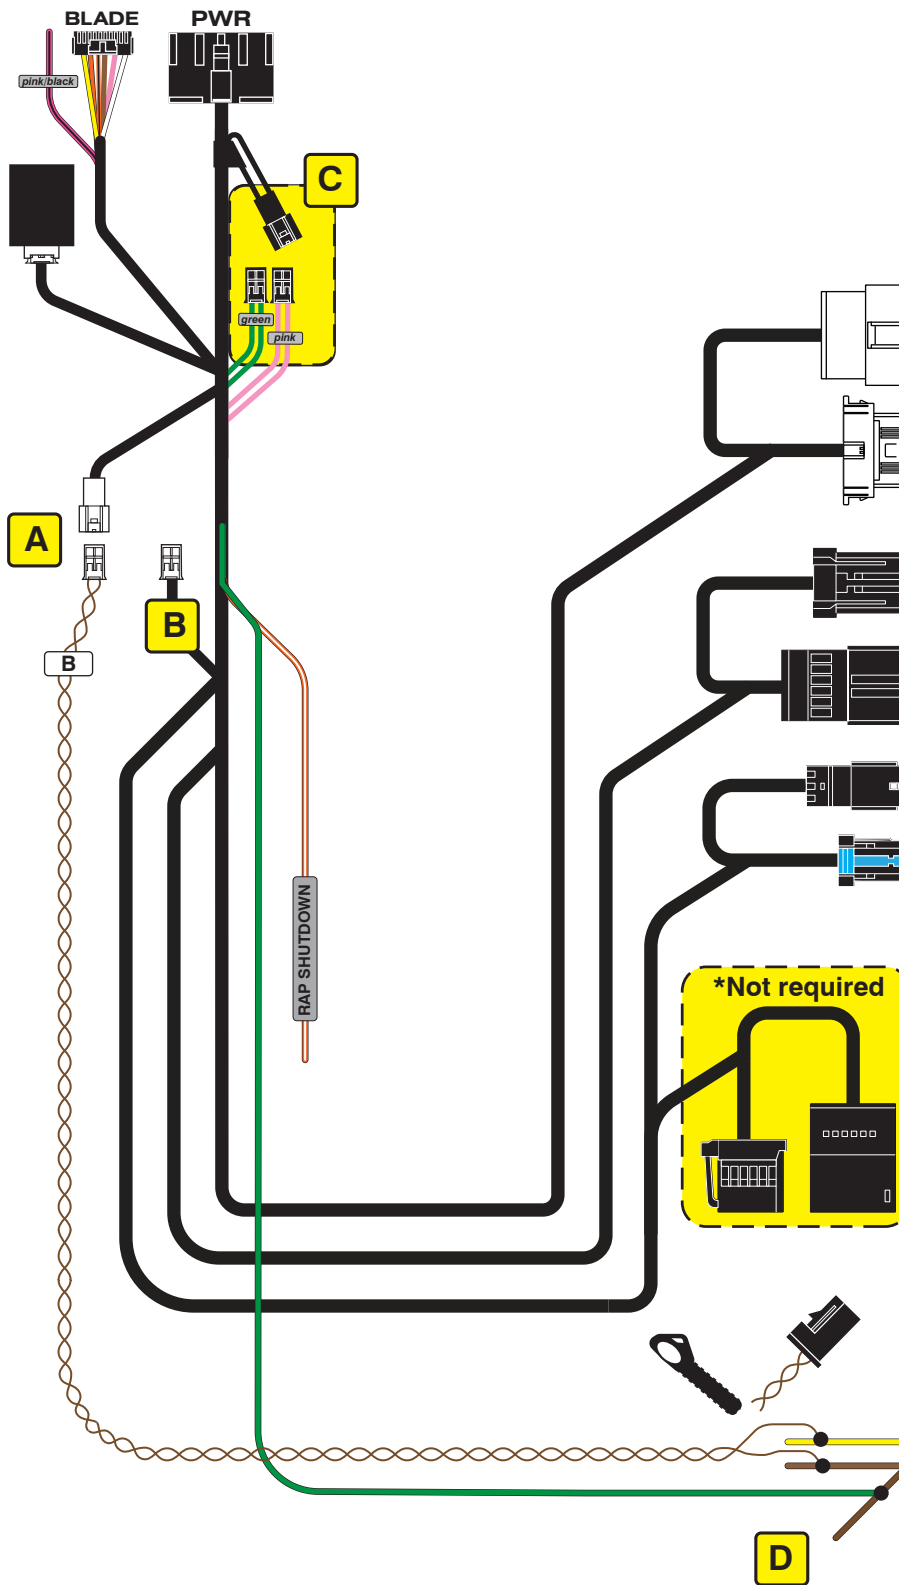 BLADE
PWR
pink/black
C
green
pink
A
B
B
RAP SHUTDOWN
*Not required
D